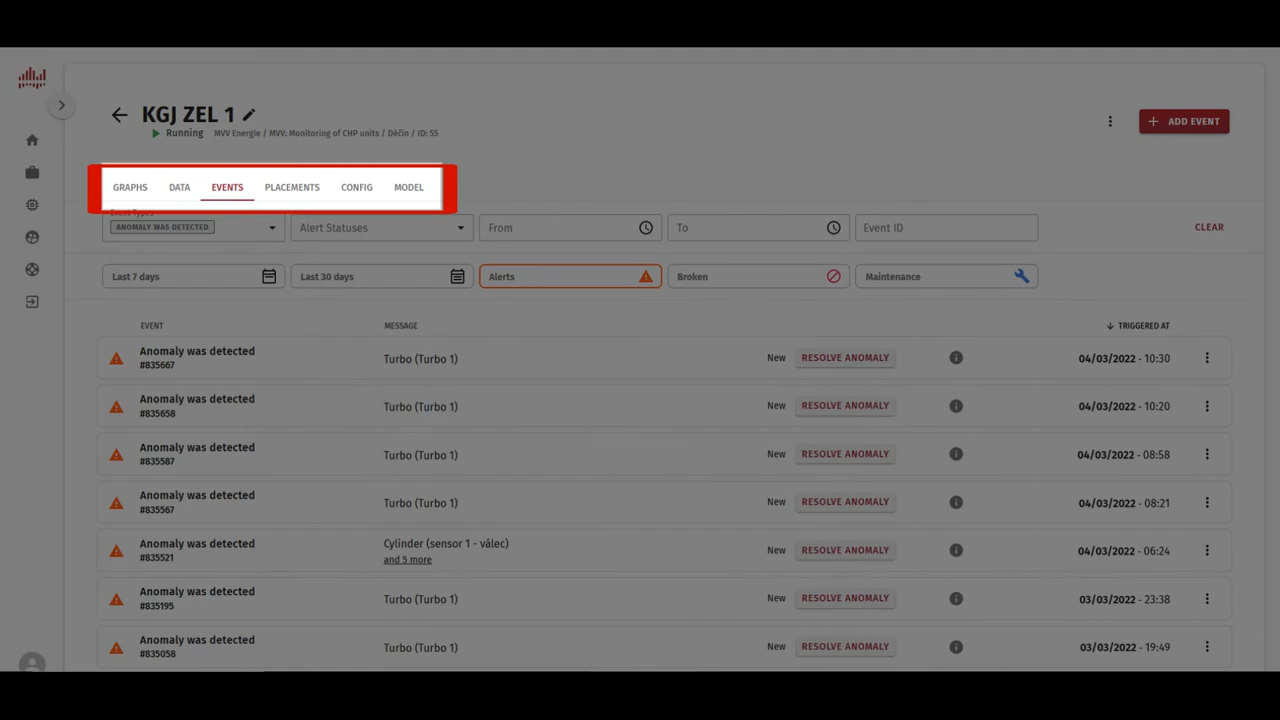 KGJ ZEL 1
Running MVV Energie / MVV: Monitoring of CHP units / Děčín / ID: 55
ADD EVENT
GRAPHS DATA EVENTS PLACEMENTS CONFIG MODEL
Event Types
ANOMALY WAS DETECTED Alert Statuses From To Event ID CLEAR
Last 7 days Last 30 days Alerts Broken Maintenance
EVENT MESSAGE TRIGGERED AT
Anomaly was detected
#835667
Turbo (Turbo 1) New RESOLVE ANOMALY 04/03/2022 - 10:30
Anomaly was detected
#835658
Turbo (Turbo 1) New RESOLVE ANOMALY 04/03/2022 - 10:20
Anomaly was detected
#835587
Turbo (Turbo 1) New RESOLVE ANOMALY 04/03/2022 - 08:58
Anomaly was detected
#835567
Turbo (Turbo 1) New RESOLVE ANOMALY 04/03/2022 - 08:21
Anomaly was detected
#835521
Cylinder (sensor 1 - válec)
and 5 more
New RESOLVE ANOMALY 04/03/2022 - 06:24
Anomaly was detected
#835195
Turbo (Turbo 1) New RESOLVE ANOMALY 03/03/2022 - 23:38
Anomaly was detected
#835058
Turbo (Turbo 1) New RESOLVE ANOMALY 03/03/2022 - 19:49